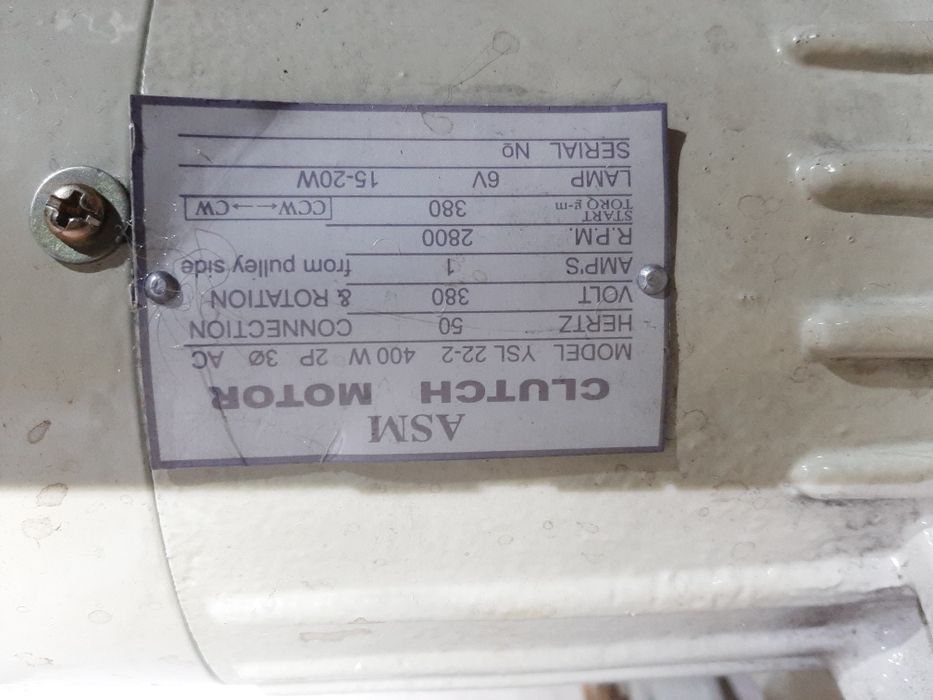 ASM
CLUTCH MOTOR
MODEL YSL 22-2 400 W 2P 3Ø AC
HERTZ 50 CONNECTION
VOLT 380 & ROTATION
AMP'S 1 from pulley side
R.P.M. 2800
START
TORQ g-m 380 CCW←→CW
LAMP 6V 15-20W
SERIAL No